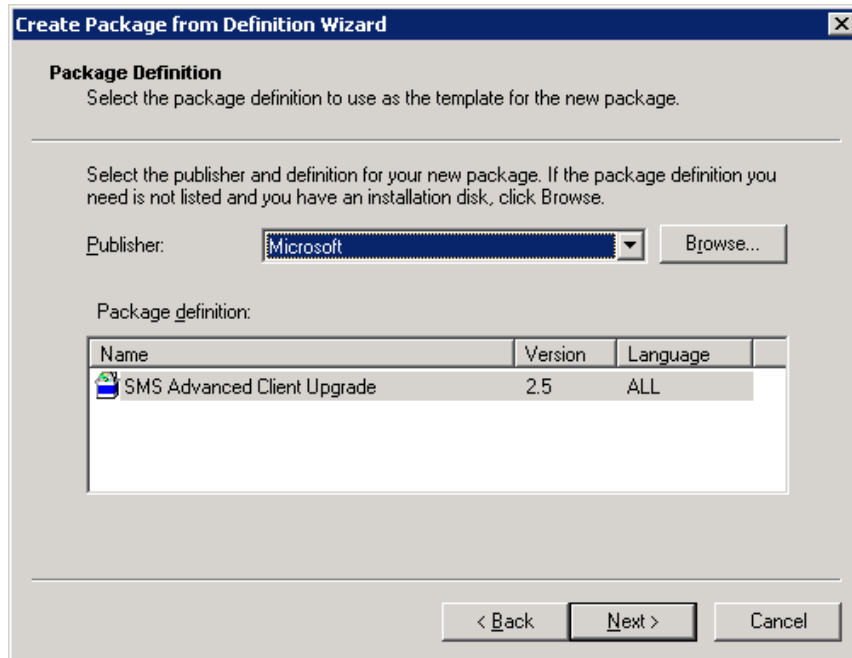 Create Package from Definition Wizard
Package Definition
Select the package definition to use as the template for the new package.
Select the publisher and definition for your new package. If the package definition you
need is not listed and you have an installation disk, click Browse.
Publisher: Microsoft Browse...
Package definition:
Name Version Language
SMS Advanced Client Upgrade 2.5 ALL
< Back Next > Cancel